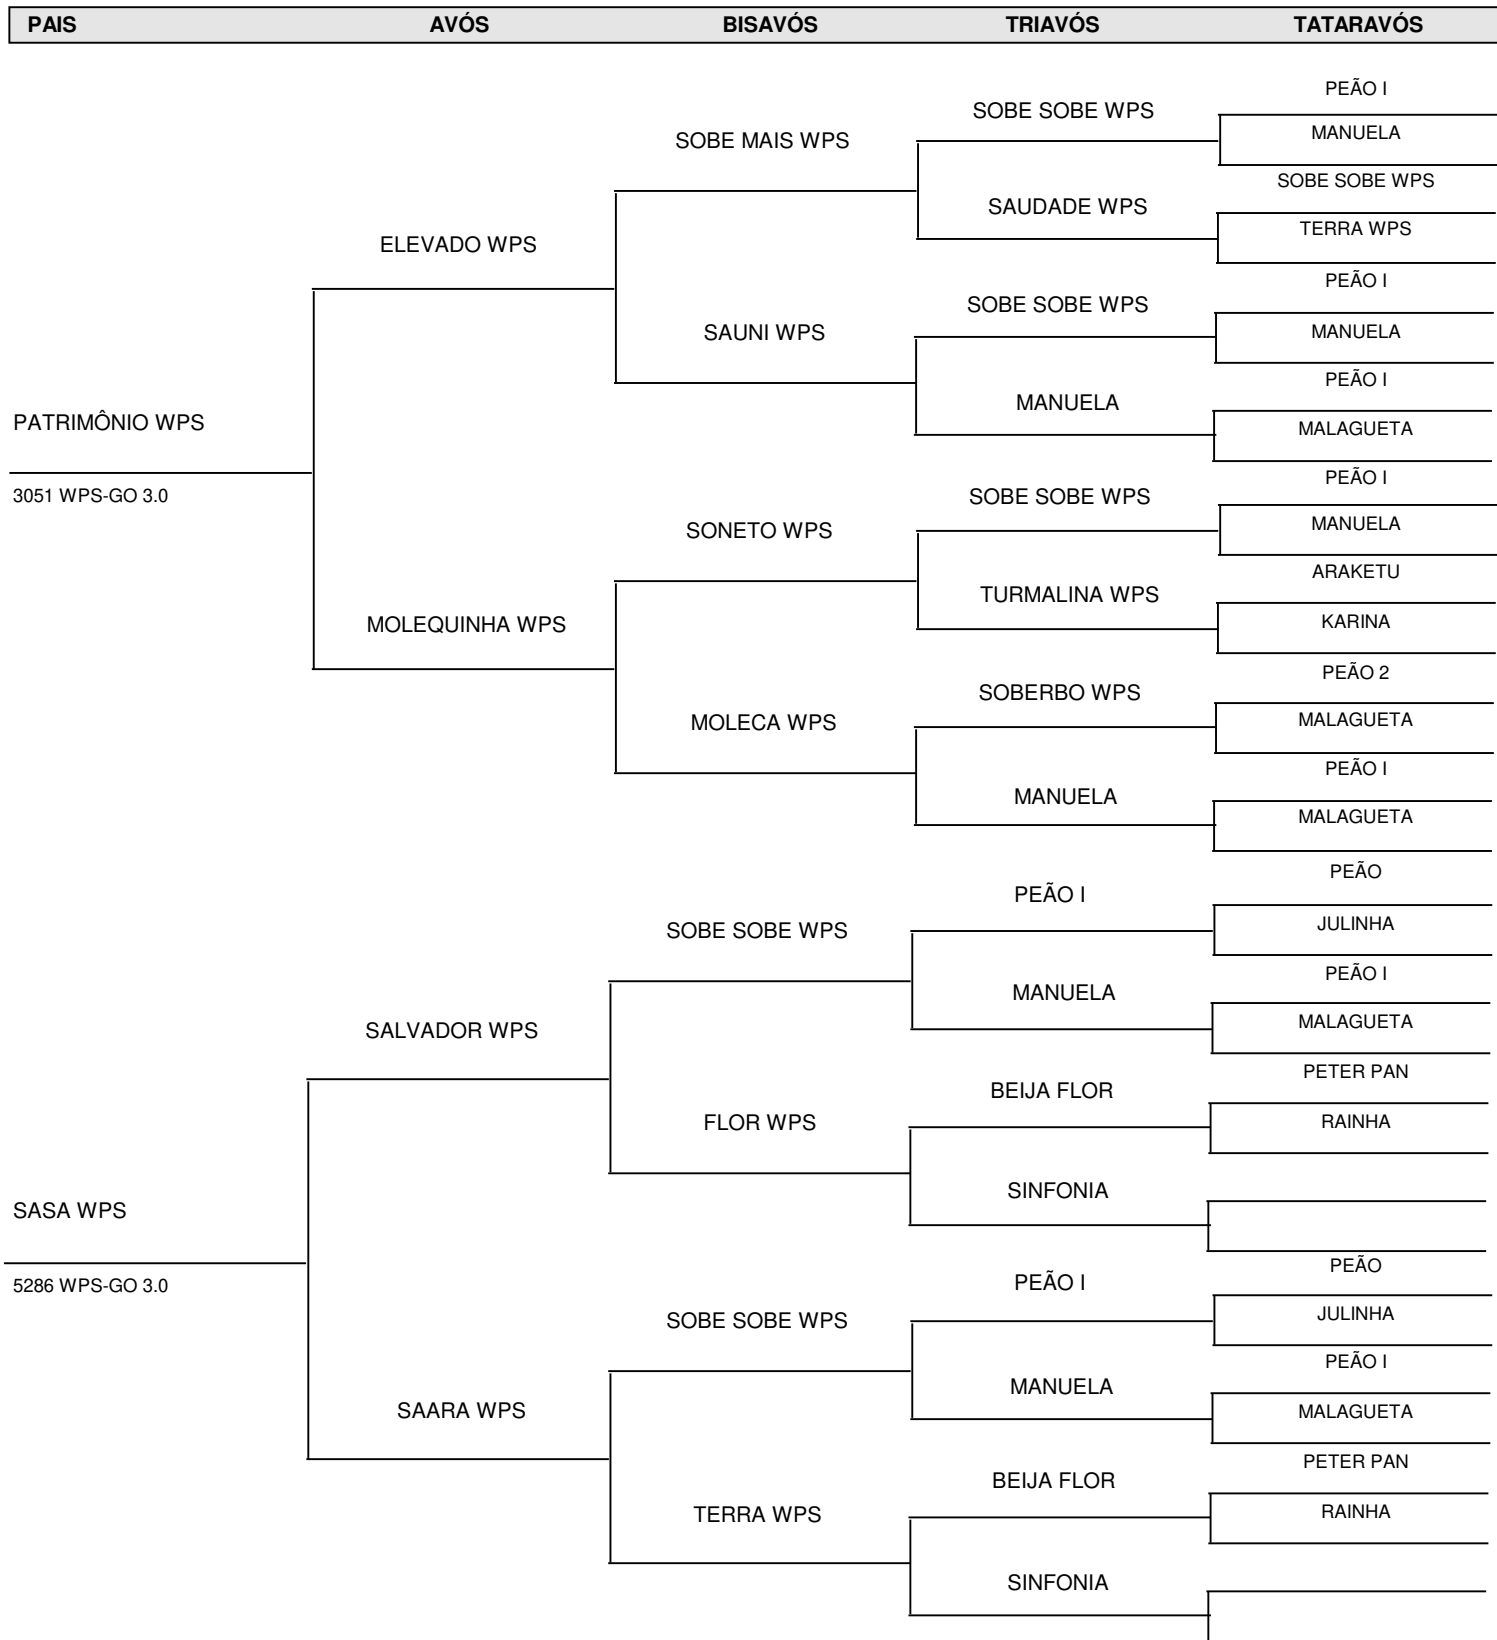 PAIS AVÓS BISAVÓS TRIAVÓS TATARAVÓS
PEÃO I
SOBE SOBE WPS
MANUELA
SOBE MAIS WPS
SOBE SOBE WPS
SAUDADE WPS
TERRA WPS
ELEVADO WPS
PEÃO I
SOBE SOBE WPS
MANUELA
SAUNI WPS
PEÃO I
MANUELA
MALAGUETA
PATRIMÔNIO WPS
3051 WPS-GO 3.0
PEÃO I
SOBE SOBE WPS
MANUELA
SONETO WPS
ARAKETU
TURMALINA WPS
KARINA
MOLEQUINHA WPS
PEÃO 2
SOBERBO WPS
MALAGUETA
MOLECA WPS
PEÃO I
MANUELA
MALAGUETA
PEÃO
PEÃO I
JULINHA
SOBE SOBE WPS
PEÃO I
MANUELA
MALAGUETA
SALVADOR WPS
PETER PAN
BEIJA FLOR
RAINHA
FLOR WPS
SINFONIA
SASA WPS
5286 WPS-GO 3.0
PEÃO
PEÃO I
JULINHA
SOBE SOBE WPS
PEÃO I
MANUELA
MALAGUETA
SAARA WPS
PETER PAN
BEIJA FLOR
RAINHA
TERRA WPS
SINFONIA